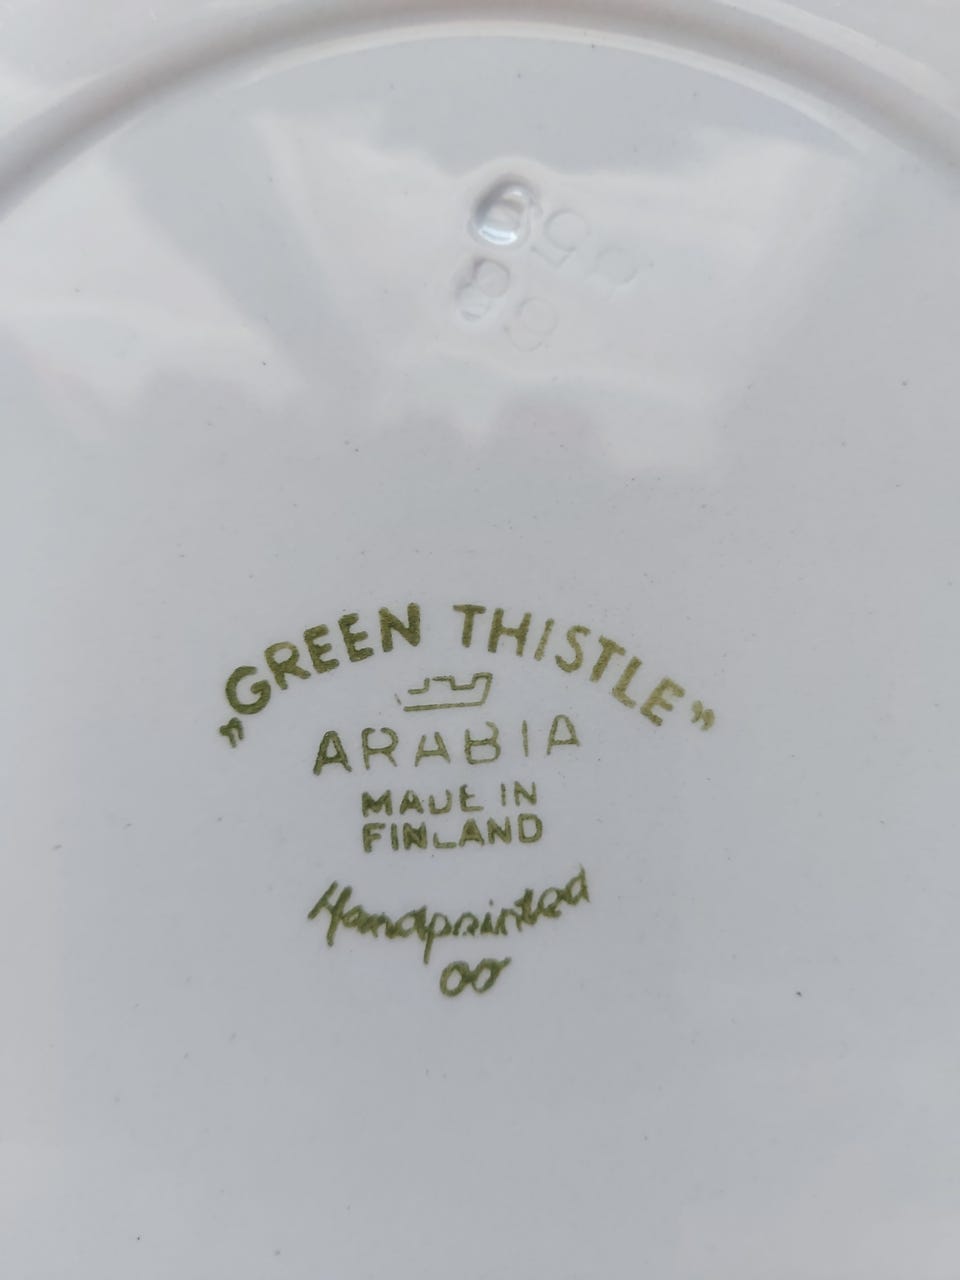 „GREEN THISTLE”
ARABIA
MADE IN
FINLAND
Handpainted